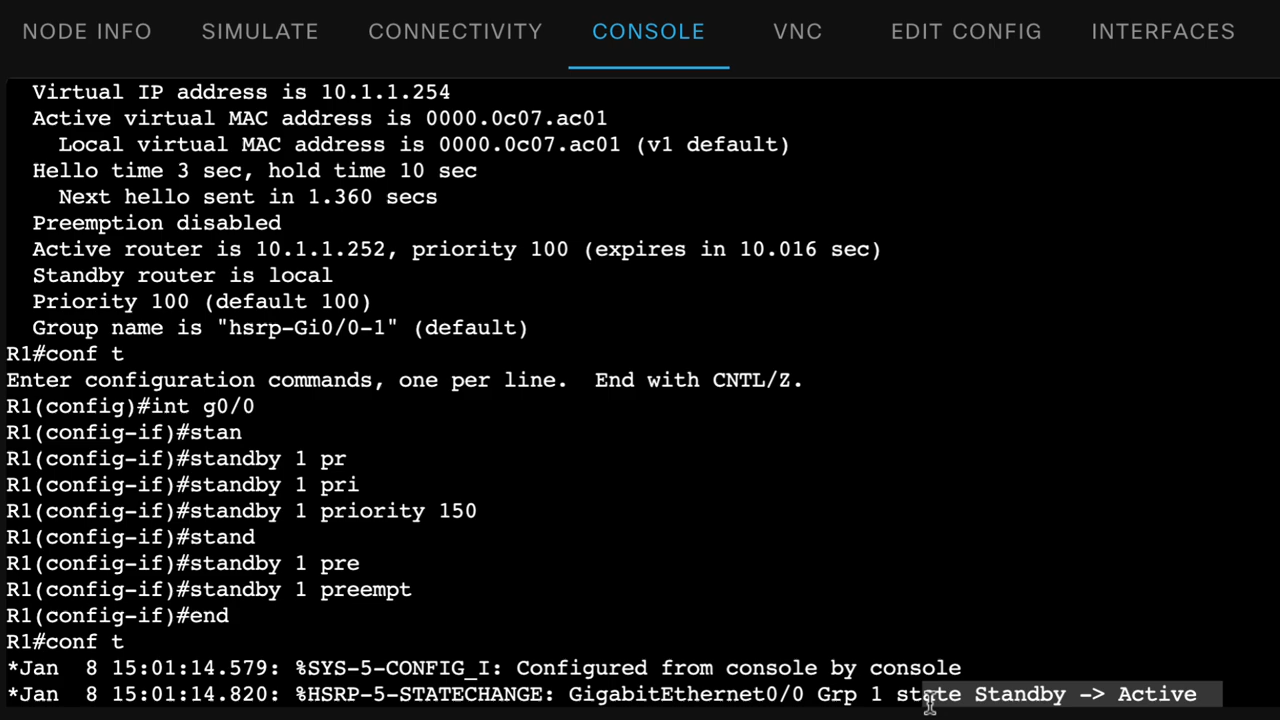 NODE INFO SIMULATE CONNECTIVITY CONSOLE VNC EDIT CONFIG INTERFACES
Virtual IP address is 10.1.1.254
Active virtual MAC address is 0000.0c07.ac01
Local virtual MAC address is 0000.0c07.ac01 (v1 default)
Hello time 3 sec, hold time 10 sec
Next hello sent in 1.360 secs
Preemption disabled
Active router is 10.1.1.252, priority 100 (expires in 10.016 sec)
Standby router is local
Priority 100 (default 100)
Group name is "hsrp-Gi0/0-1" (default)
R1#conf t
Enter configuration commands, one per line.  End with CNTL/Z.
R1(config)#int g0/0
R1(config-if)#stan
R1(config-if)#standby 1 pr
R1(config-if)#standby 1 pri
R1(config-if)#standby 1 priority 150
R1(config-if)#stand
R1(config-if)#standby 1 pre
R1(config-if)#standby 1 preempt
R1(config-if)#end
R1#conf t
*Jan  8 15:01:14.579: %SYS-5-CONFIG_I: Configured from console by console
*Jan  8 15:01:14.820: %HSRP-5-STATECHANGE: GigabitEthernet0/0 Grp 1 state Standby -> Active